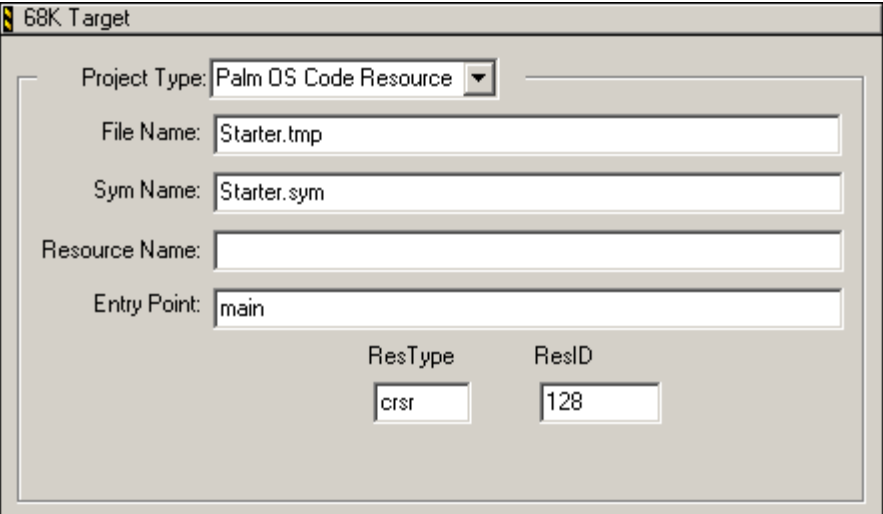 68K Target
Project Type: Palm OS Code Resource
File Name: Starter.tmp
Sym Name: Starter.sym
Resource Name:
Entry Point: main
ResType ResID
crsr 128